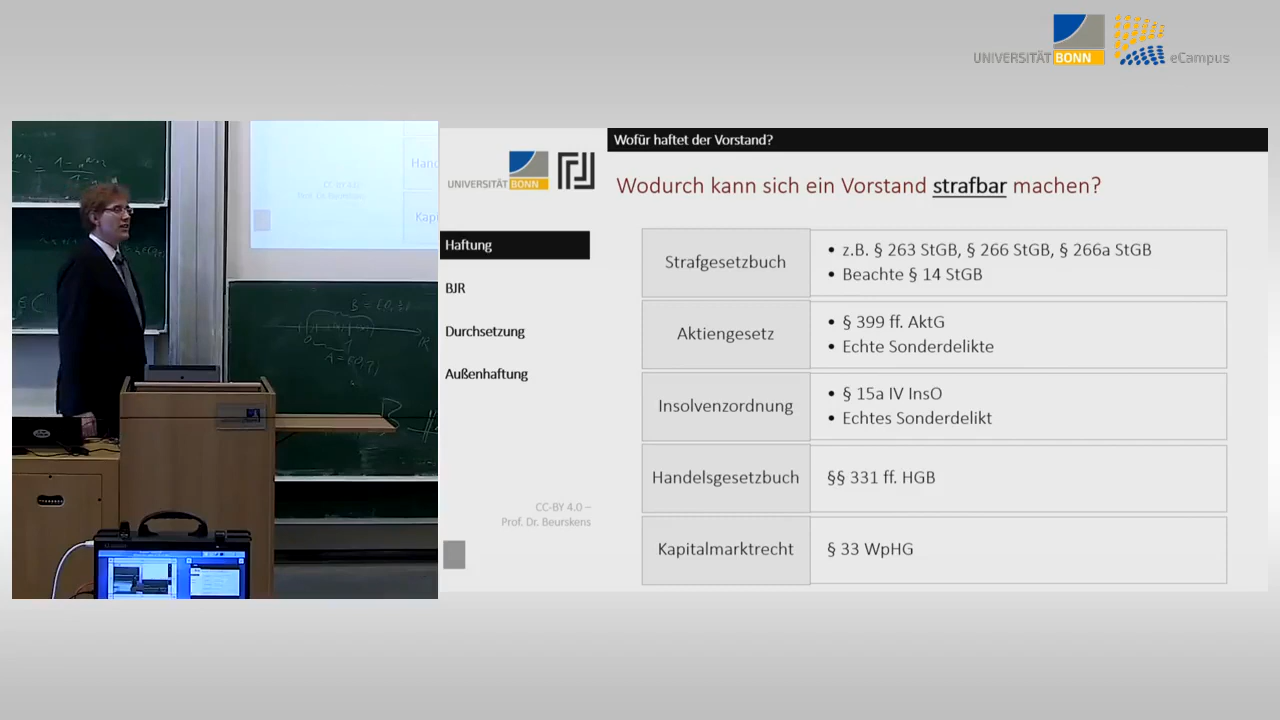 UNIVERSITÄT BONN
eCampus
Wofür haftet der Vorstand?
UNIVERSITÄT BONN
Wodurch kann sich ein Vorstand strafbar machen?
Haftung
BJR
Durchsetzung
Außenhaftung
CC-BY 4.0 –
Prof. Dr. Beurskens
Strafgesetzbuch
• z.B. § 263 StGB, § 266 StGB, § 266a StGB
• Beachte § 14 StGB
Aktiengesetz
• § 399 ff. AktG
• Echte Sonderdelikte
Insolvenzordnung
• § 15a IV InsO
• Echtes Sonderdelikt
Handelsgesetzbuch
§§ 331 ff. HGB
Kapitalmarktrecht
§ 33 WpHG
Hand
Kapi